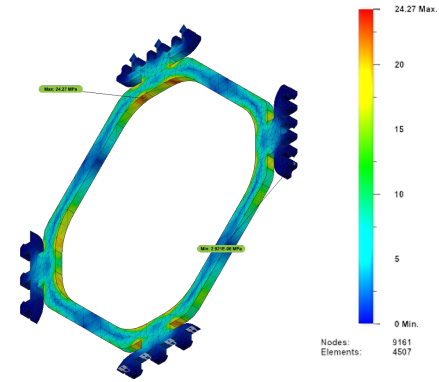 24.27 Max.
Max: 24.27 MPa
20
15
10
5
0 Min.
Nodes: 9161
Elements: 4507